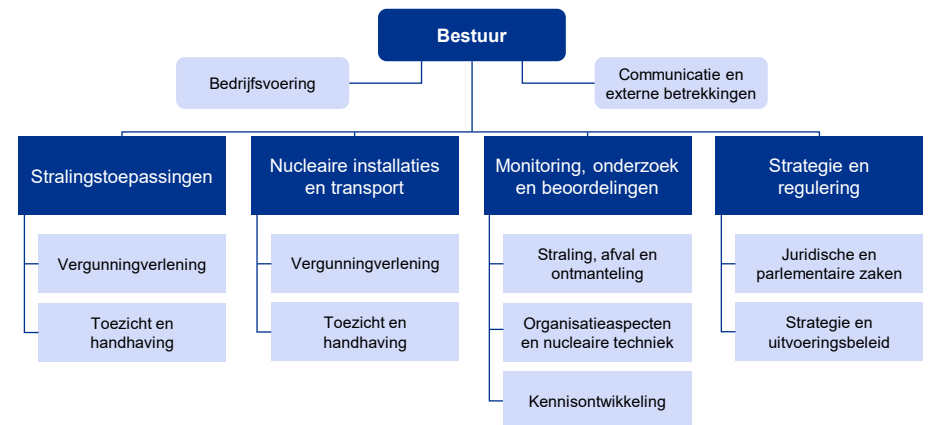 Bestuur
Bedrijfsvoering
Communicatie en
externe betrekkingen
Stralingstoepassingen
Nucleaire installaties
en transport
Monitoring, onderzoek
en beoordelingen
Strategie en
regulering
Vergunningverlening
Toezicht en
handhaving
Vergunningverlening
Toezicht en
handhaving
Straling, afval en
ontmanteling
Organisatieaspecten
en nucleaire techniek
Kennisontwikkeling
Juridische en
parlementaire zaken
Strategie en
uitvoeringsbeleid